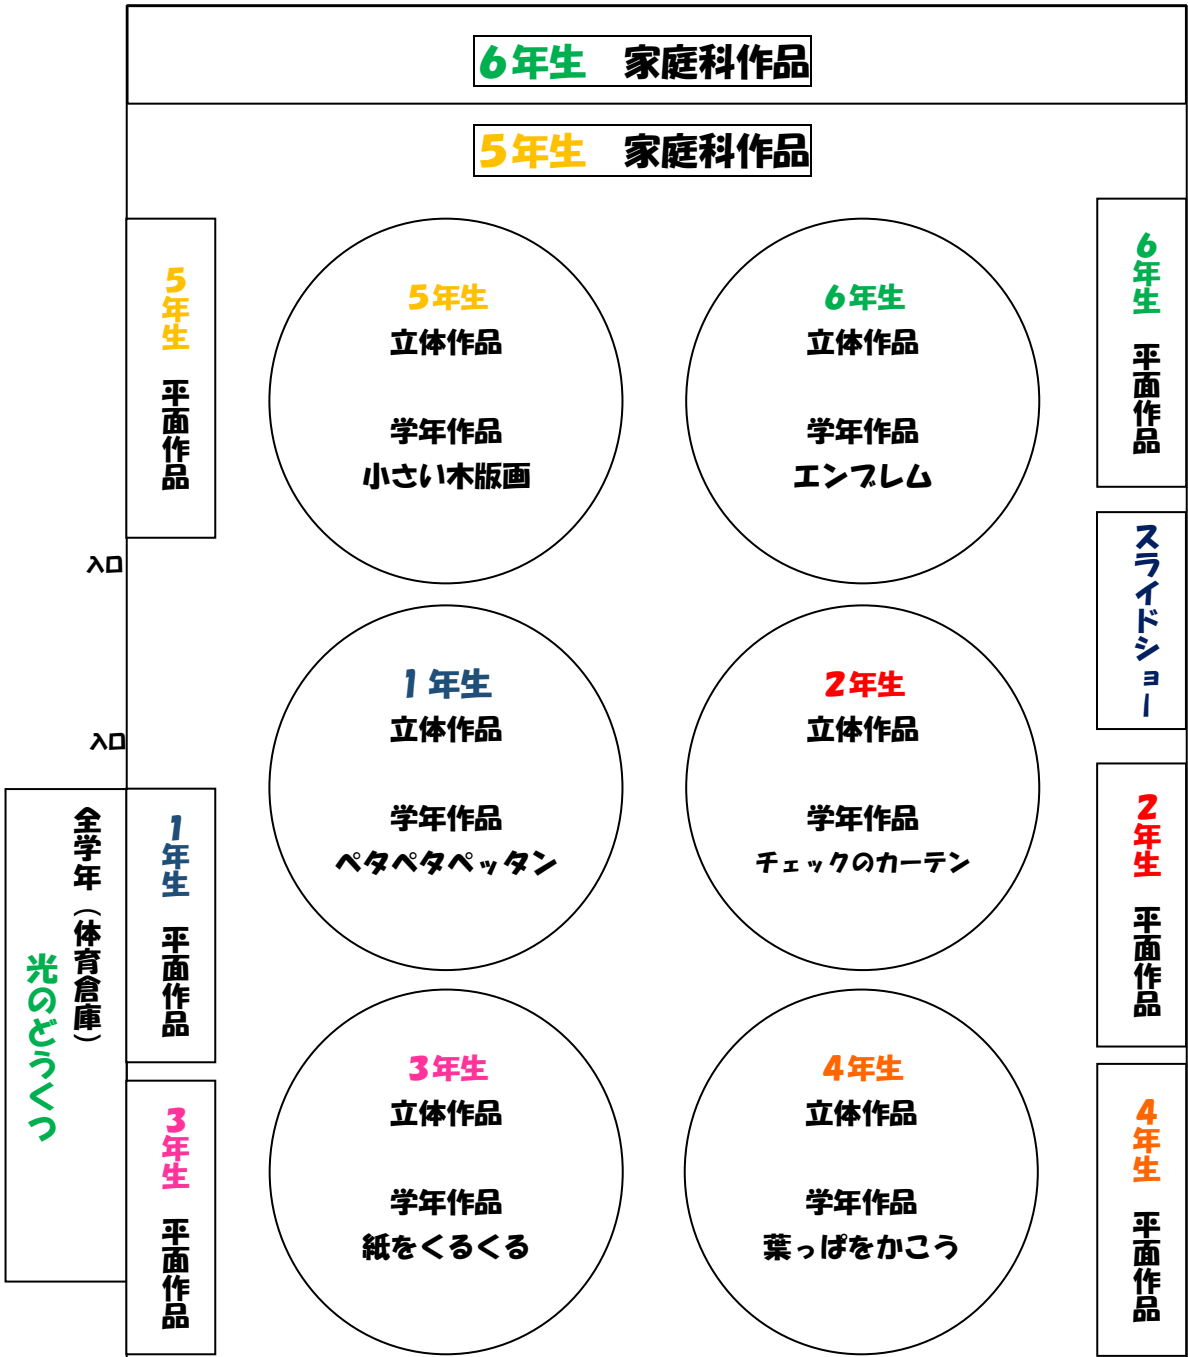 6年生　家庭科作品
5年生　家庭科作品
5年生　平面作品
5年生
立体作品
学年作品
小さい木版画
6年生
立体作品
学年作品
エンブレム
6年生　平面作品
スライドショー
入口
入口
1年生
立体作品
学年作品
ペタペタペッタン
2年生
立体作品
学年作品
チェックのカーテン
2年生　平面作品
全学年（体育倉庫）
光のどうくつ
1年生　平面作品
3年生　平面作品
3年生
立体作品
学年作品
紙をくるくる
4年生
立体作品
学年作品
葉っぱをかこう
4年生　平面作品